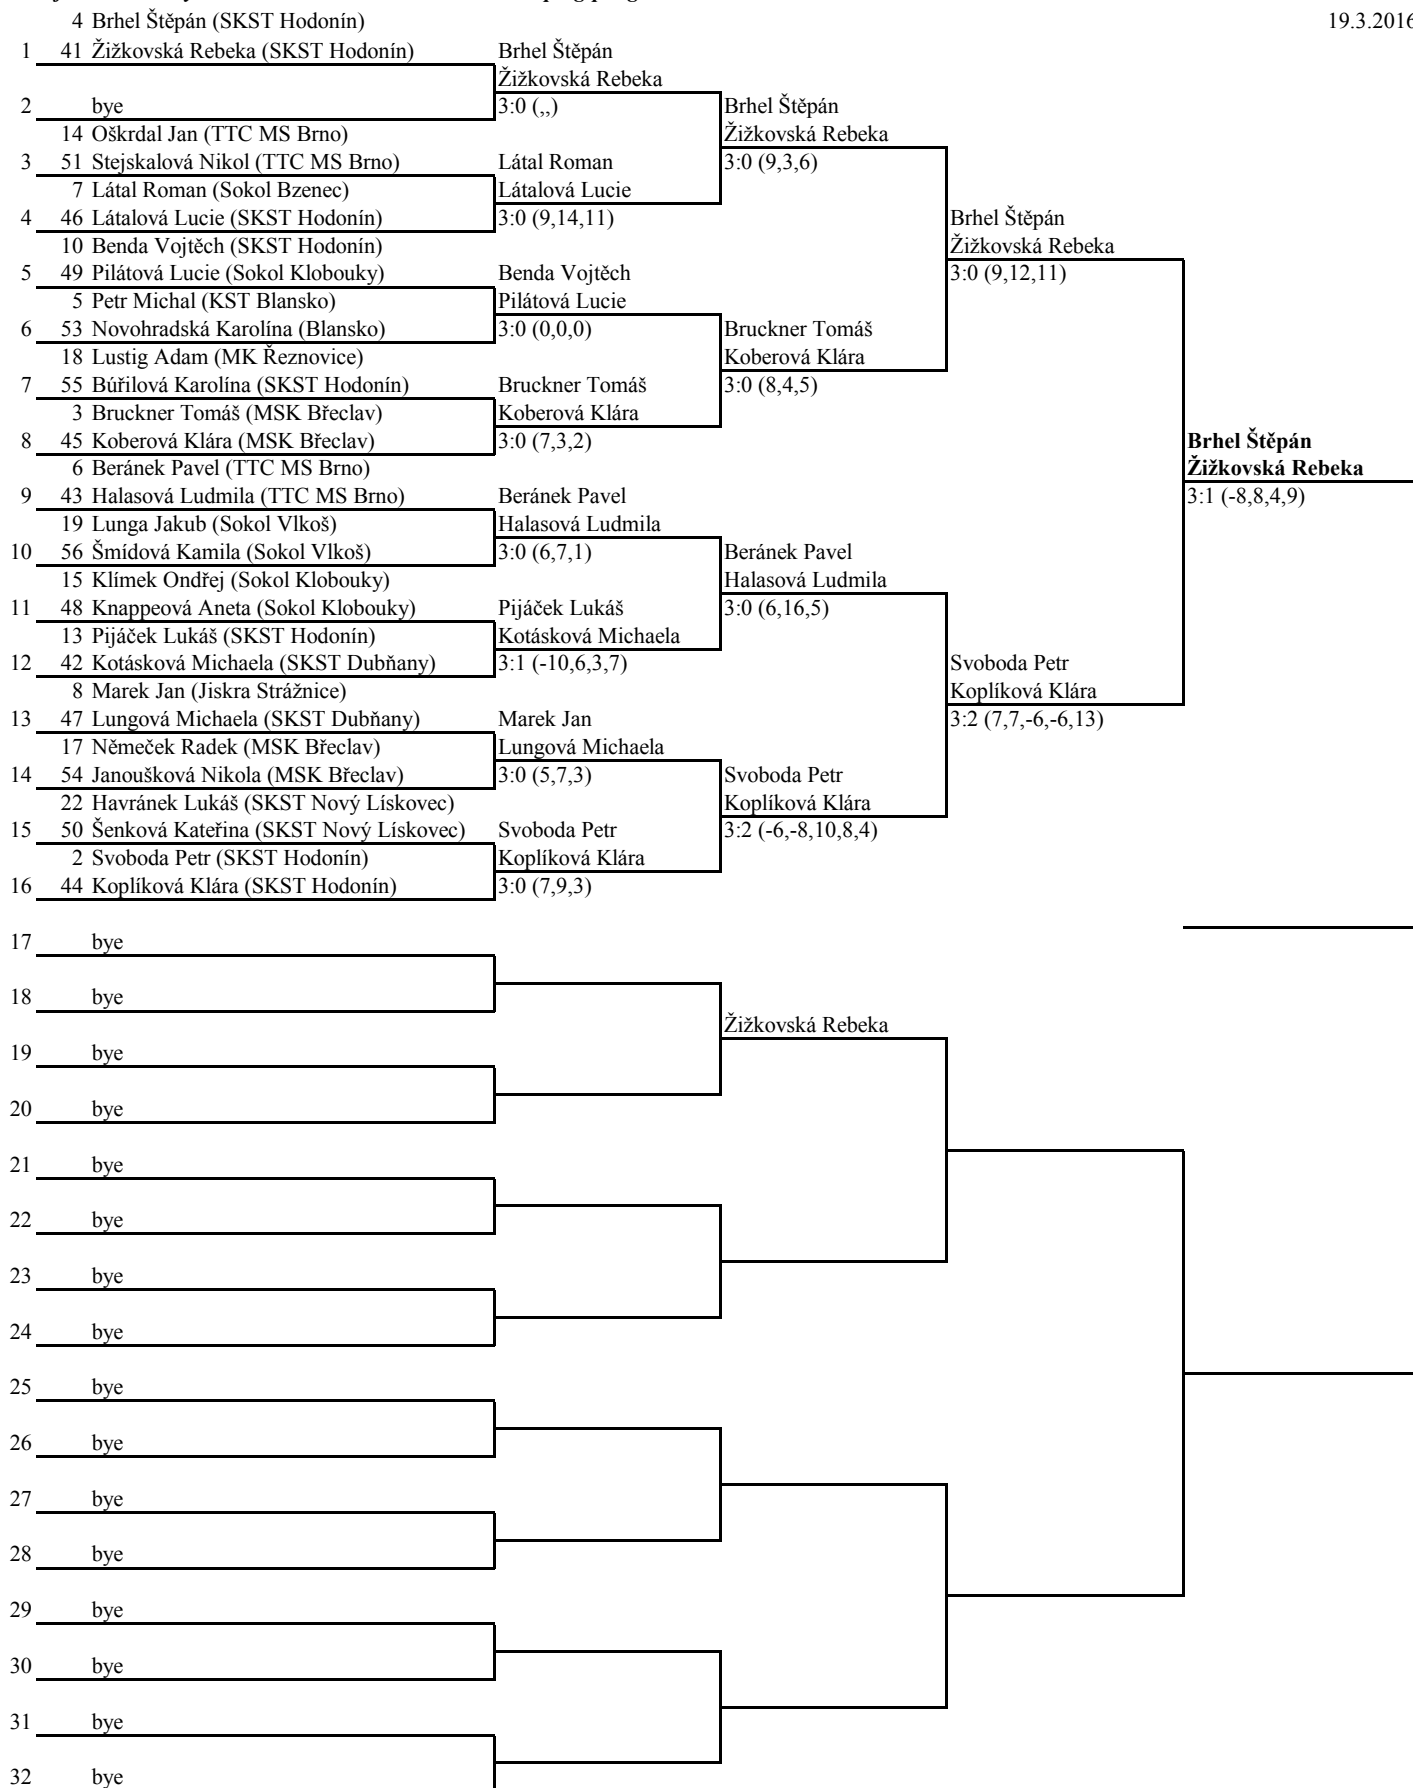 4 Brhel Štěpán (SKST Hodonín) 19.3.2016
1 41 Žižkovská Rebeka (SKST Hodonín) Brhel Štěpán
Žižkovská Rebeka
2 bye 3:0 (,,) Brhel Štěpán
14 Oškrdal Jan (TTC MS Brno) Žižkovská Rebeka
3 51 Stejskalová Nikol (TTC MS Brno) Látal Roman 3:0 (9,3,6)
7 Látal Roman (Sokol Bzenec) Látalová Lucie
4 46 Látalová Lucie (SKST Hodonín) 3:0 (9,14,11) Brhel Štěpán
10 Benda Vojtěch (SKST Hodonín) Žižkovská Rebeka
5 49 Pilátová Lucie (Sokol Klobouky) Benda Vojtěch 3:0 (9,12,11)
5 Petr Michal (KST Blansko) Pilátová Lucie
6 53 Novohradská Karolína (Blansko) 3:0 (0,0,0) Bruckner Tomáš
18 Lustig Adam (MK Řeznovice) Koberová Klára
7 55 Búřilová Karolína (SKST Hodonín) Bruckner Tomáš 3:0 (8,4,5)
3 Bruckner Tomáš (MSK Břeclav) Koberová Klára
8 45 Koberová Klára (MSK Břeclav) 3:0 (7,3,2) Brhel Štěpán
6 Beránek Pavel (TTC MS Brno) Žižkovská Rebeka
9 43 Halasová Ludmila (TTC MS Brno) Beránek Pavel 3:1 (-8,8,4,9)
19 Lunga Jakub (Sokol Vlkoš) Halasová Ludmila
10 56 Šmídová Kamila (Sokol Vlkoš) 3:0 (6,7,1) Beránek Pavel
15 Klímek Ondřej (Sokol Klobouky) Halasová Ludmila
11 48 Knappeová Aneta (Sokol Klobouky) Pijáček Lukáš 3:0 (6,16,5)
13 Pijáček Lukáš (SKST Hodonín) Kotásková Michaela
12 42 Kotásková Michaela (SKST Dubňany) 3:1 (-10,6,3,7) Svoboda Petr
8 Marek Jan (Jiskra Strážnice) Koplíková Klára
13 47 Lungová Michaela (SKST Dubňany) Marek Jan 3:2 (7,7,-6,-6,13)
17 Němeček Radek (MSK Břeclav) Lungová Michaela
14 54 Janoušková Nikola (MSK Břeclav) 3:0 (5,7,3) Svoboda Petr
22 Havránek Lukáš (SKST Nový Lískovec) Koplíková Klára
15 50 Šenková Kateřina (SKST Nový Lískovec) Svoboda Petr 3:2 (-6,-8,10,8,4)
2 Svoboda Petr (SKST Hodonín) Koplíková Klára
16 44 Koplíková Klára (SKST Hodonín) 3:0 (7,9,3)
17 bye
18 bye
Žižkovská Rebeka
19 bye
20 bye
21 bye
22 bye
23 bye
24 bye
25 bye
26 bye
27 bye
28 bye
29 bye
30 bye
31 bye
32 bye